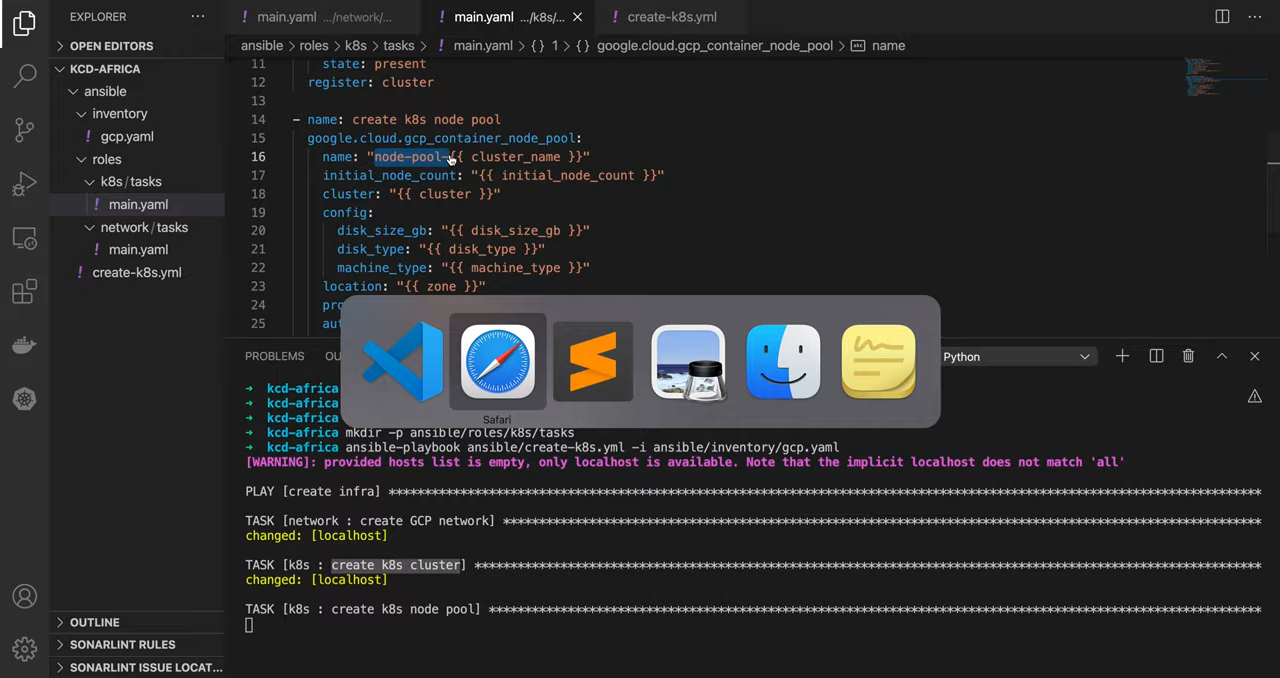 EXPLORER
···
OPEN EDITORS
KCD-AFRICA
ansible
inventory
! gcp.yaml
roles
k8s / tasks
! main.yaml
network / tasks
! main.yaml
! create-k8s.yml
OUTLINE
SONARLINT RULES
SONARLINT ISSUE LOCAT...
! main.yaml .../network/...
! main.yaml .../k8s/...
! create-k8s.yml
ansible > roles > k8s > tasks > ! main.yaml > {} 1 > {} google.cloud.gcp_container_node_pool > name
11 state: present
12 register: cluster
13
14 - name: create k8s node pool
15 google.cloud.gcp_container_node_pool:
16 name: "node-pool-{{ cluster_name }}"
17 initial_node_count: "{{ initial_node_count }}"
18 cluster: "{{ cluster }}"
19 config:
20 disk_size_gb: "{{ disk_size_gb }}"
21 disk_type: "{{ disk_type }}"
22 machine_type: "{{ machine_type }}"
23 location: "{{ zone }}"
24 pro
25 au
Safari
PROBLEMS OU
Python
→ kcd-africa
→ kcd-africa
→ kcd-africa
→ kcd-africa mkdir -p ansible/roles/k8s/tasks
→ kcd-africa ansible-playbook ansible/create-k8s.yml -i ansible/inventory/gcp.yaml
[WARNING]: provided hosts list is empty, only localhost is available. Note that the implicit localhost does not match 'all'
PLAY [create infra] **********************************************************************************************************************
TASK [network : create GCP network] *******************************************************************************************************
changed: [localhost]
TASK [k8s : create k8s cluster] ***********************************************************************************************************
changed: [localhost]
TASK [k8s : create k8s node pool] *********************************************************************************************************